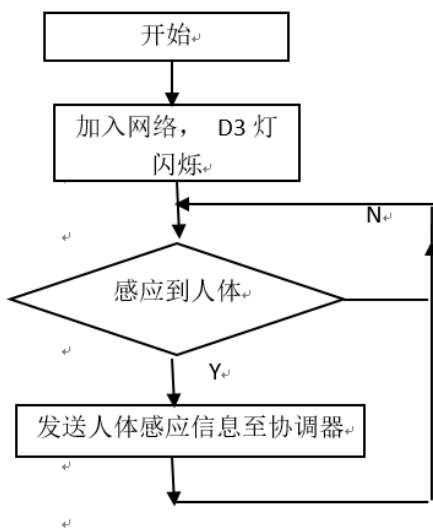 开始
加入网络， D3 灯
闪烁
N
感应到人体
Y
发送人体感应信息至协调器